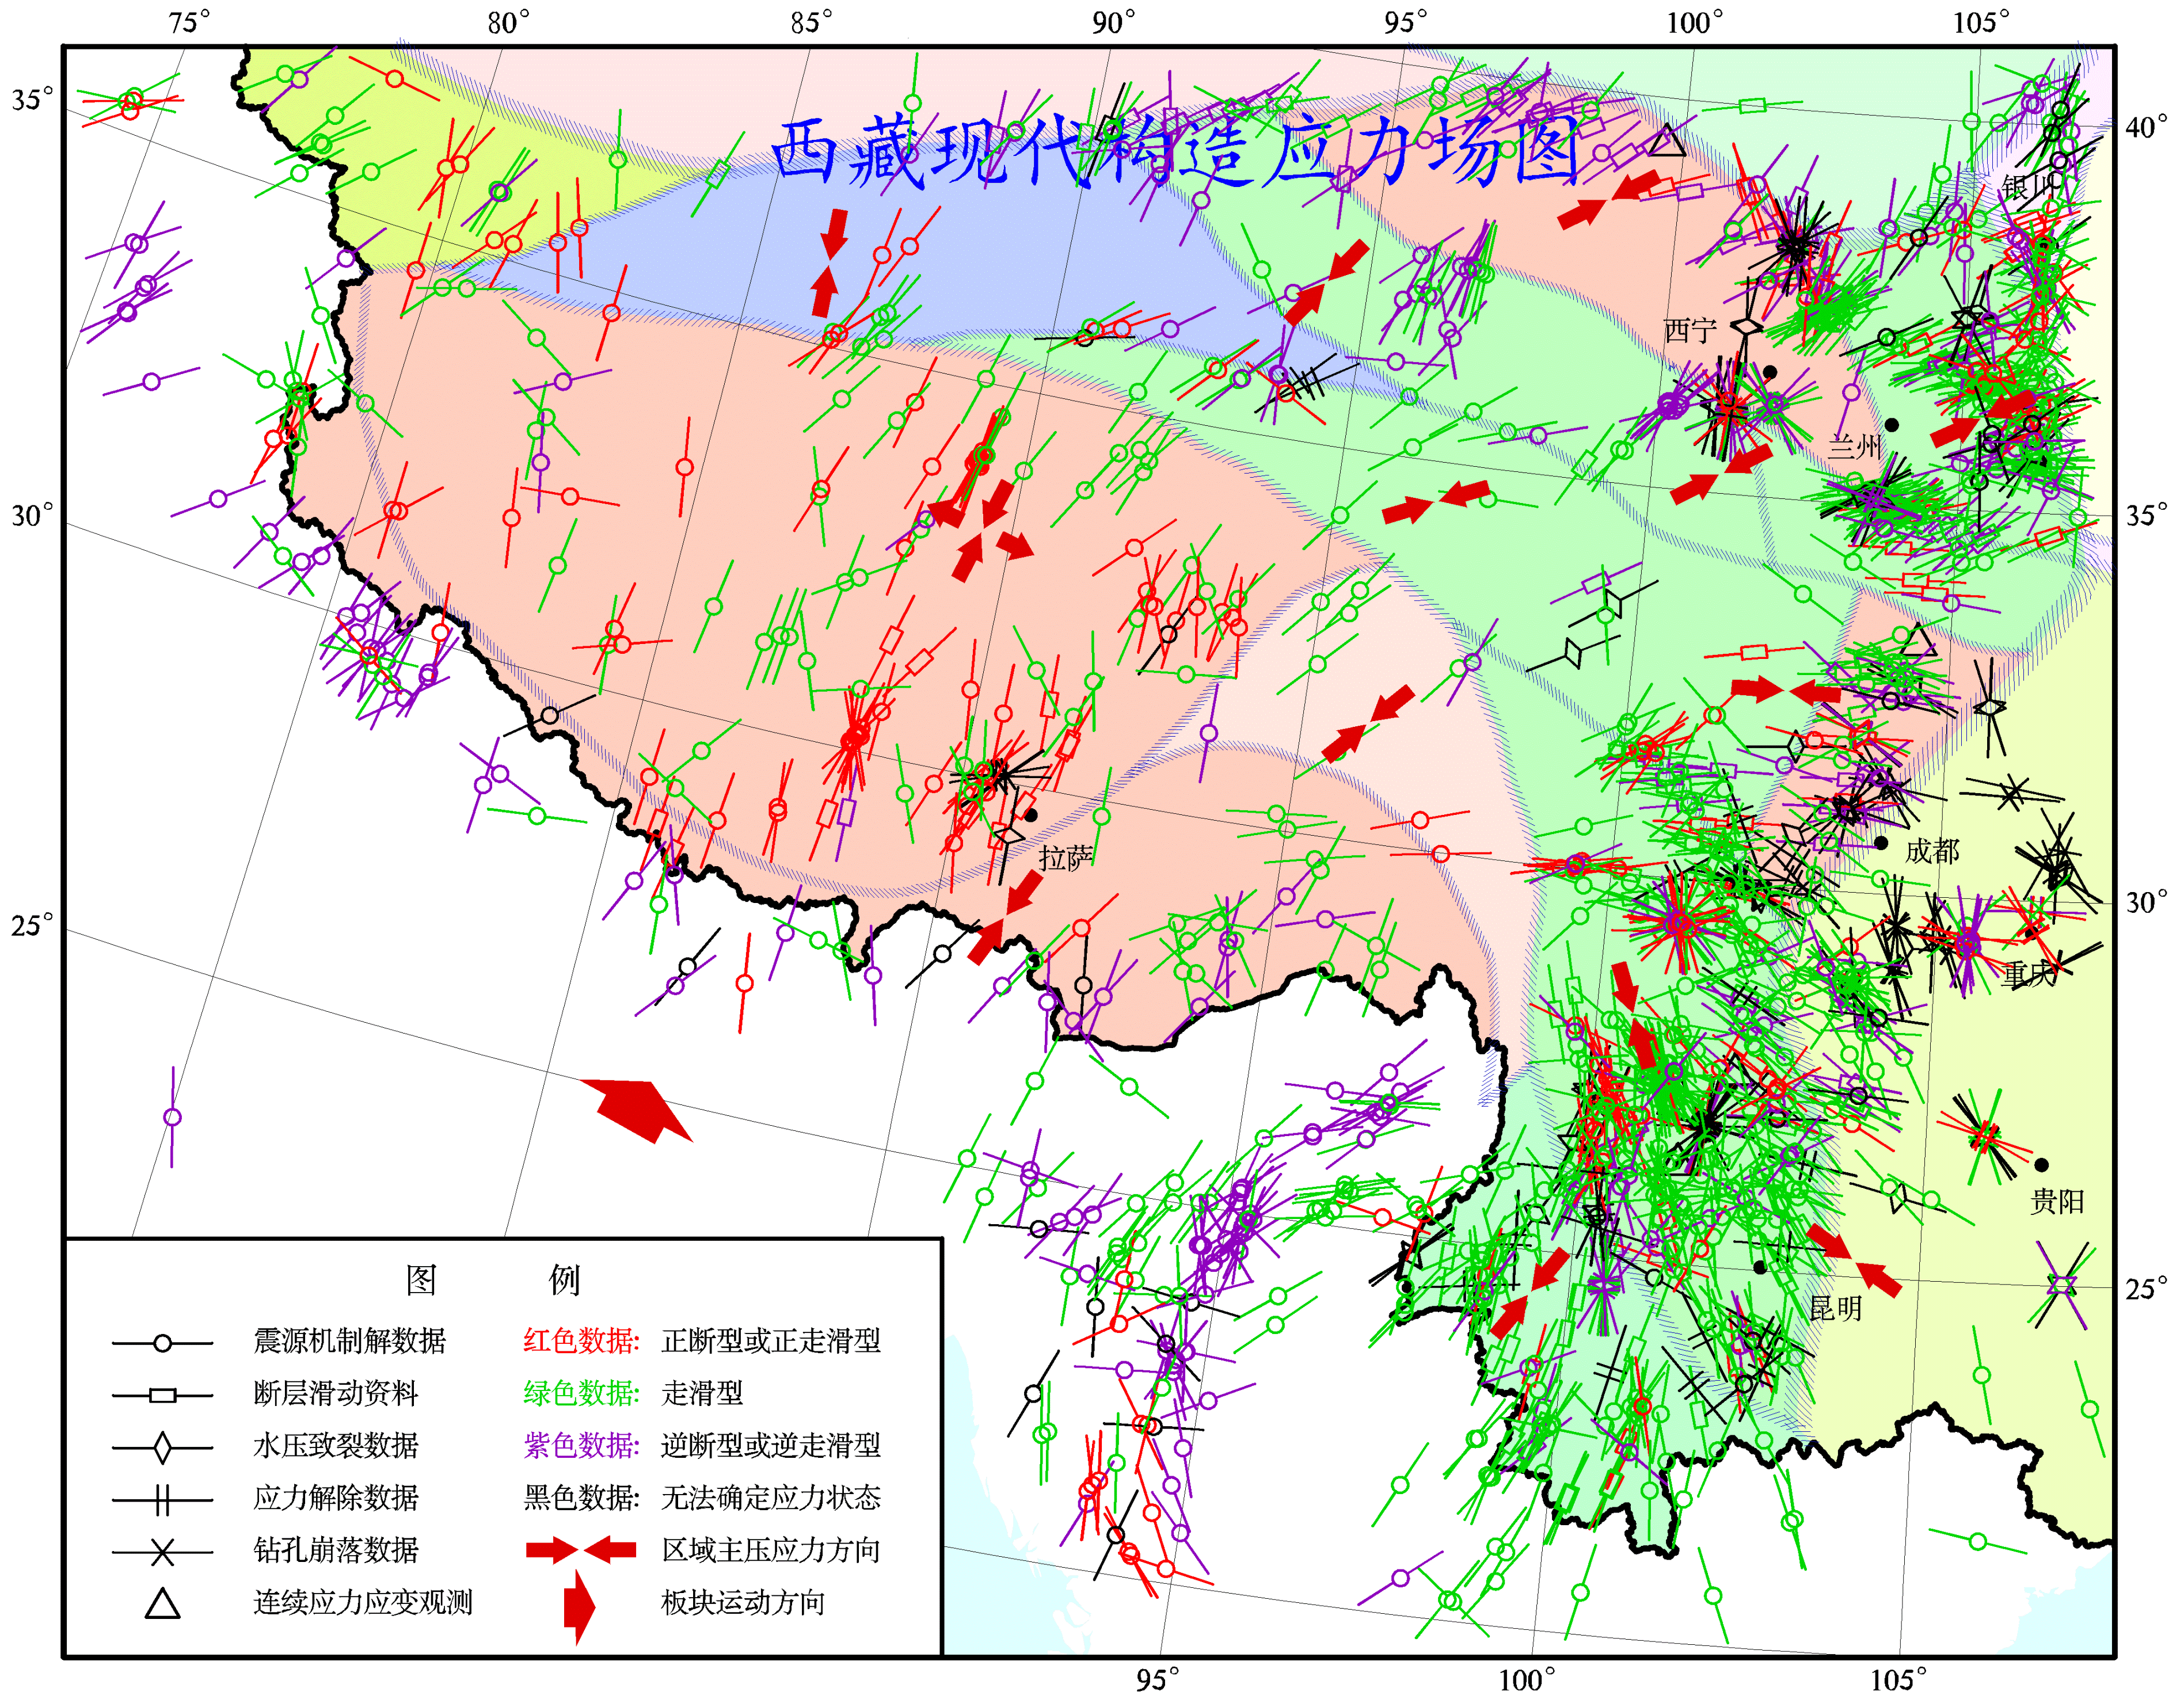 75° 80° 85° 90° 95° 100° 105°
35°
西藏现代构造应力场图
40°
银川
西宁
兰州
30°
35°
拉萨
成都
25°
30°
重庆
贵阳
25°
昆明
图 例
震源机制解数据 红色数据: 正断型或正走滑型
断层滑动资料 绿色数据: 走滑型
水压致裂数据 紫色数据: 逆断型或逆走滑型
应力解除数据 黑色数据: 无法确定应力状态
钻孔崩落数据 区域主压应力方向
连续应力应变观测 板块运动方向
95° 100° 105°